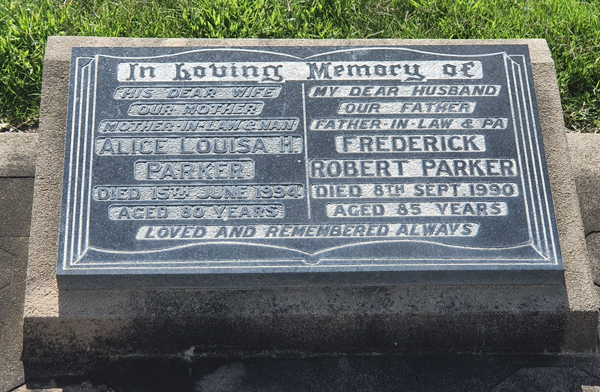 In Loving Memory of
HIS DEAR WIFE
OUR MOTHER
MOTHER-IN-LAW & NAN
ALICE LOUISA H.
PARKER
DIED 15TH JUNE 1994
AGED 80 YEARS
MY DEAR HUSBAND
OUR FATHER
FATHER-IN-LAW & PA
FREDERICK
ROBERT PARKER
DIED 8TH SEPT 1990
AGED 85 YEARS
LOVED AND REMEMBERED ALWAYS